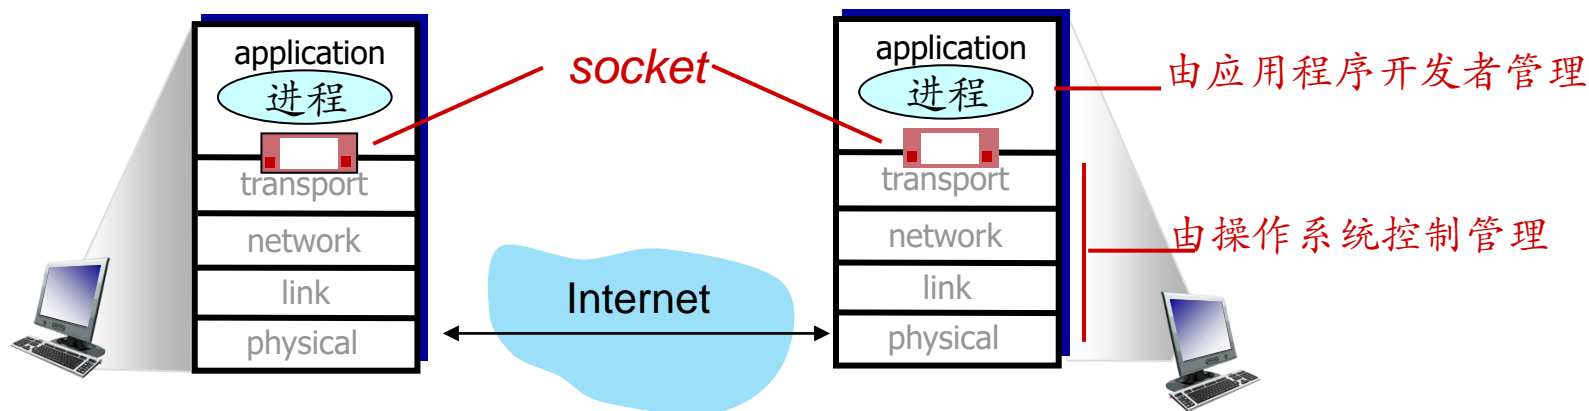 application
进程
transport
network
link
physical
socket
Internet
application
进程
transport
network
link
physical
由应用程序开发者管理
由操作系统控制管理